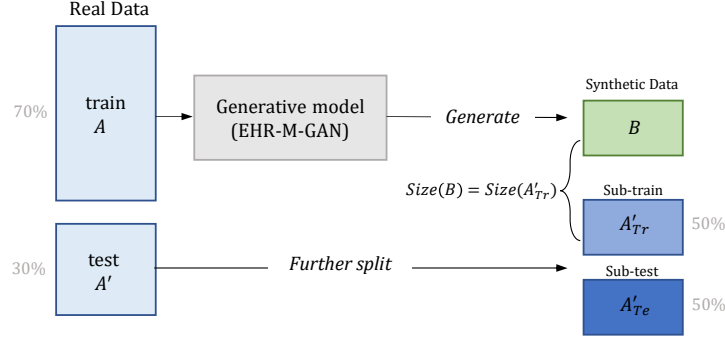 Real Data
70%
train
A
Generative model
(EHR-M-GAN)
Generate
Synthetic Data
B
Size(B) = Size(A'_{Tr})
Sub-train
A'_{Tr}
50%
30%
test
A'
Further split
Sub-test
A'_{Te}
50%